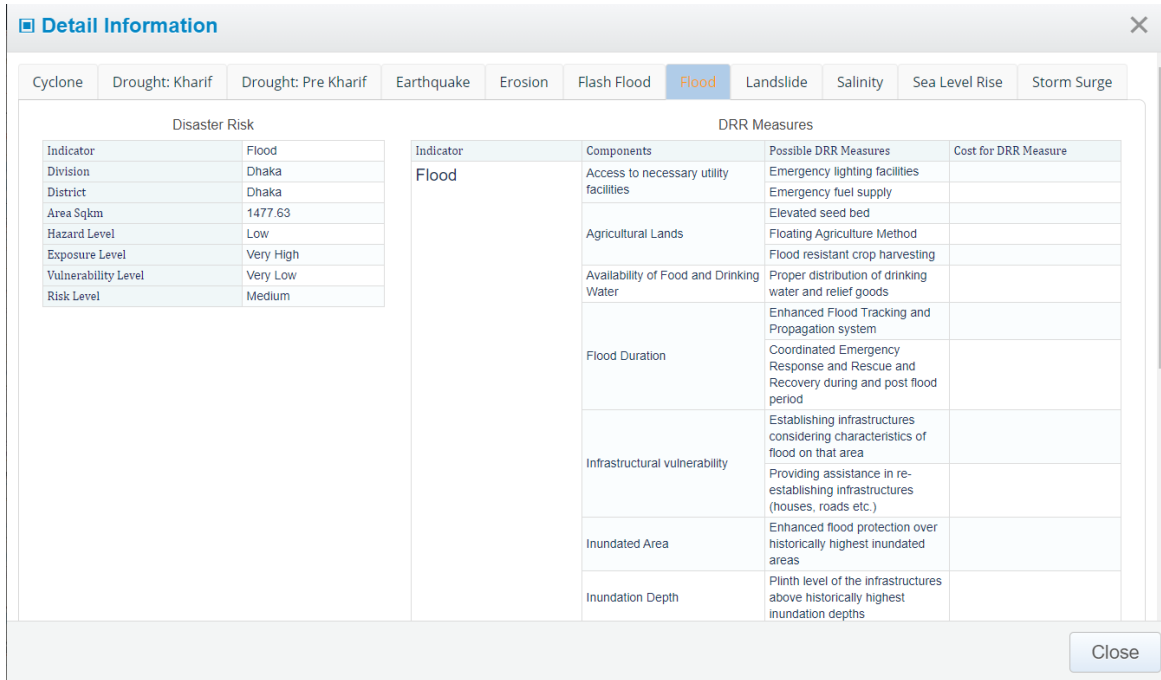 Detail Information
Cyclone
Drought: Kharif
Drought: Pre Kharif
Earthquake
Erosion
Flash Flood
Flood
Landslide
Salinity
Sea Level Rise
Storm Surge
Disaster Risk
Indicator Flood
Division Dhaka
District Dhaka
Area Sqkm 1477.63
Hazard Level Low
Exposure Level Very High
Vulnerability Level Very Low
Risk Level Medium
DRR Measures
Indicator Components Possible DRR Measures Cost for DRR Measure
Flood
Access to necessary utility
facilities
Emergency lighting facilities
Emergency fuel supply
Agricultural Lands
Elevated seed bed
Floating Agriculture Method
Flood resistant crop harvesting
Availability of Food and Drinking
Water
Proper distribution of drinking
water and relief goods
Flood Duration
Enhanced Flood Tracking and
Propagation system
Coordinated Emergency
Response and Rescue and
Recovery during and post flood
period
Infrastructural vulnerability
Establishing infrastructures
considering characteristics of
flood on that area
Providing assistance in re-
establishing infrastructures
(houses, roads etc.)
Inundated Area
Enhanced flood protection over
historically highest inundated
areas
Inundation Depth
Plinth level of the infrastructures
above historically highest
inundation depths
Close